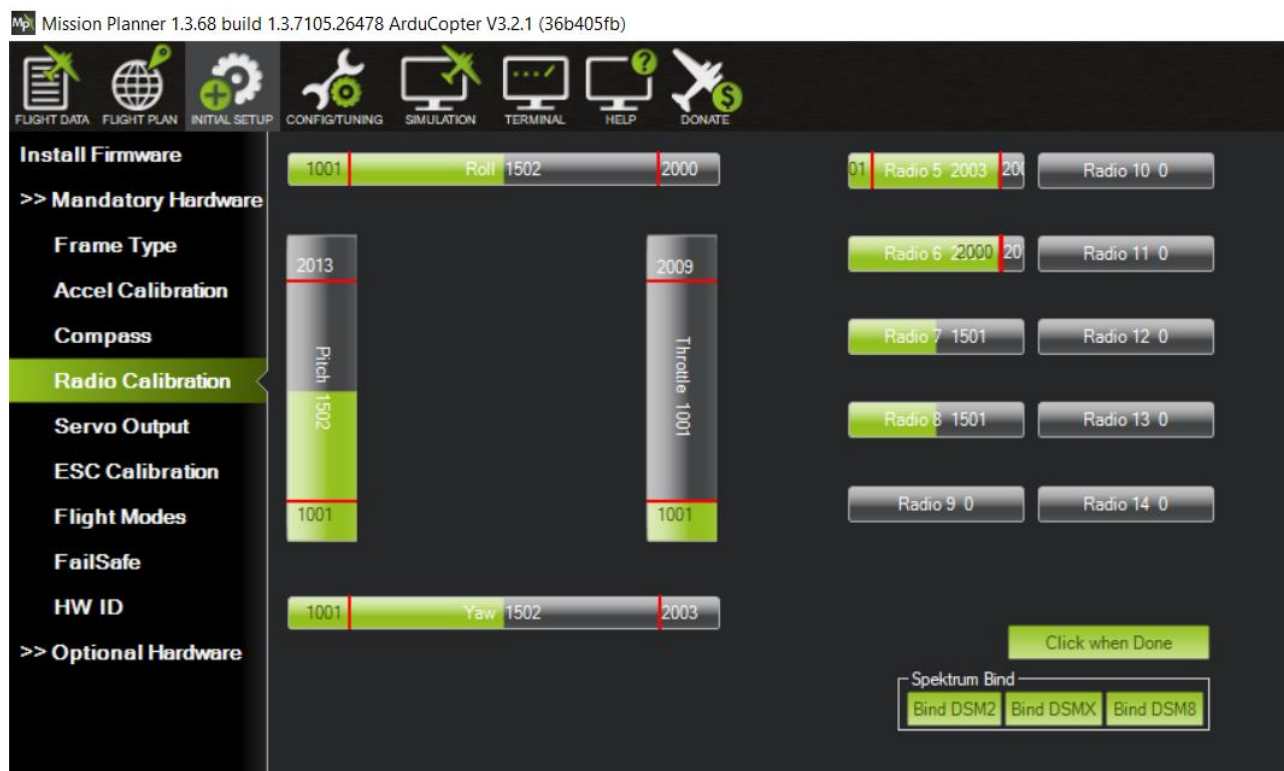 Mission Planner 1.3.68 build 1.3.7105.26478 ArduCopter V3.2.1 (36b405fb)
FLIGHT DATA FLIGHT PLAN INITIAL SETUP CONFIG/TUNING SIMULATION TERMINAL HELP DONATE
Install Firmware
>> Mandatory Hardware
Frame Type
Accel Calibration
Compass
Radio Calibration
Servo Output
ESC Calibration
Flight Modes
FailSafe
HW ID
>> Optional Hardware
1001 Roll 1502 2000
2013
Pitch 1502
1001
2009
Throttle 1001
1001
1001 Yaw 1502 2003
01 Radio 5 2003 200
Radio 6 2000 20
Radio 7 1501
Radio 8 1501
Radio 9 0
Radio 10 0
Radio 11 0
Radio 12 0
Radio 13 0
Radio 14 0
Click when Done
Spektrum Bind
Bind DSM2 Bind DSMX Bind DSM8